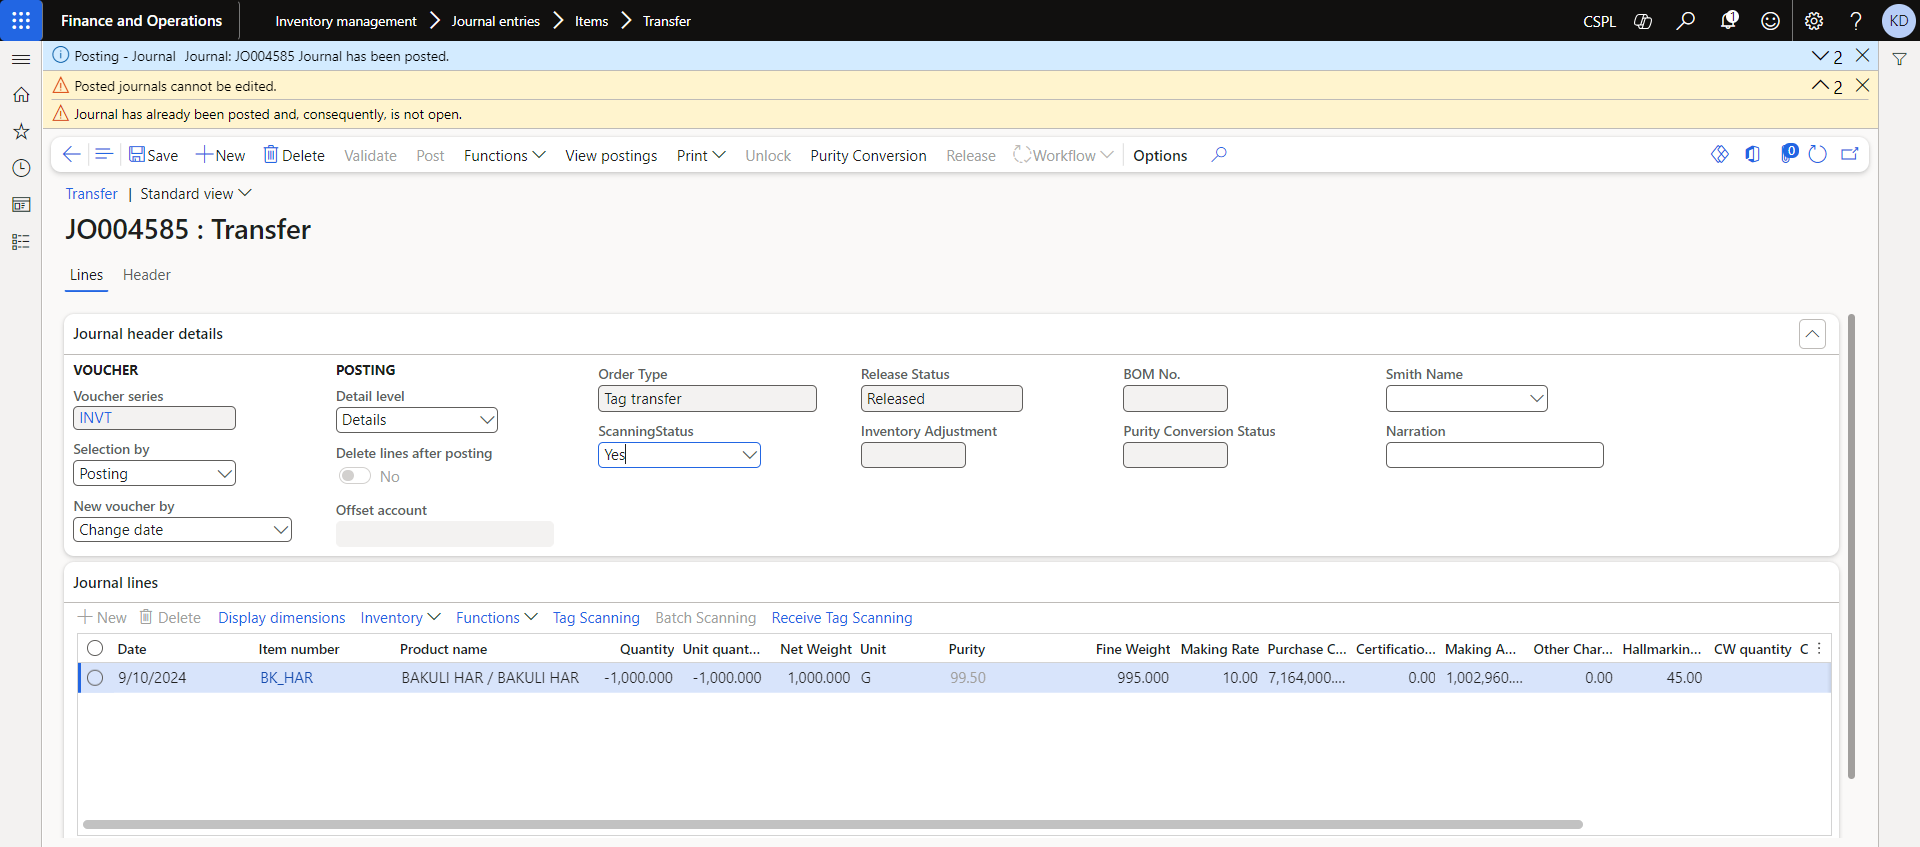 Finance and Operations Inventory management Journal entries Items Transfer CSPL 1 ? KD
Posting - Journal Journal: JO004585 Journal has been posted. 2
Posted journals cannot be edited. 2
Journal has already been posted and, consequently, is not open.
Save New Delete Validate Post Functions View postings Print Unlock Purity Conversion Release Workflow Options 0
Transfer | Standard view
JO004585 : Transfer
Lines Header
Journal header details
VOUCHER
Voucher series
INVT
Selection by
Posting
New voucher by
Change date
POSTING
Detail level
Details
Delete lines after posting
No
Offset account
Order Type
Tag transfer
ScanningStatus
Yes
Release Status
Released
Inventory Adjustment
BOM No.
Purity Conversion Status
Smith Name
Narration
Journal lines
New Delete Display dimensions Inventory Functions Tag Scanning Batch Scanning Receive Tag Scanning
Date Item number Product name Quantity Unit quant... Net Weight Unit Purity Fine Weight Making Rate Purchase C... Certificatio... Making A... Other Char... Hallmarkin... CW quantity C
9/10/2024 BK_HAR BAKULI HAR / BAKULI HAR -1,000.000 -1,000.000 1,000.000 G 99.50 995.000 10.00 7,164,000.... 0.00 1,002,960.... 0.00 45.00